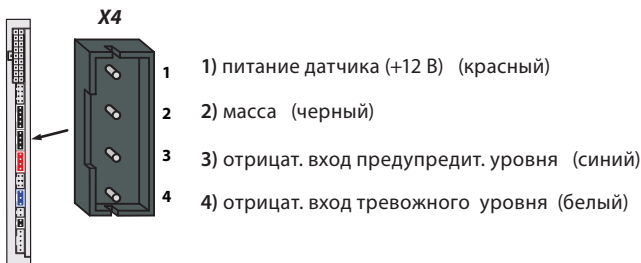 X4
1
1) питание датчика (+12 В) (красный)
2
2) масса (черный)
3
3) отрицат. вход предупредит. уровня (синий)
4
4) отрицат. вход тревожного уровня (белый)